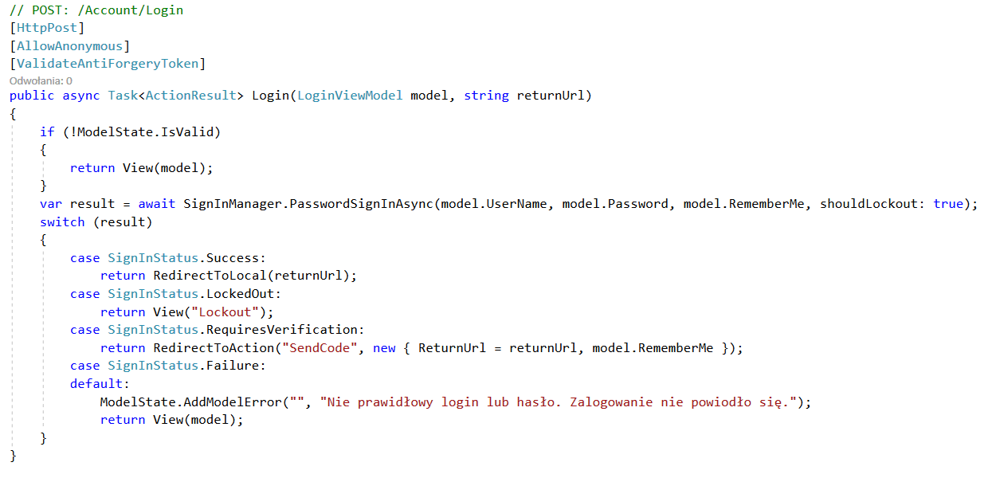 // POST: /Account/Login
[HttpPost]
[AllowAnonymous]
[ValidateAntiForgeryToken]
Odwołania: 0
public async Task<ActionResult> Login(LoginViewModel model, string returnUrl)
{
    if (!ModelState.IsValid)
    {
        return View(model);
    }
    var result = await SignInManager.PasswordSignInAsync(model.UserName, model.Password, model.RememberMe, shouldLockout: true);
    switch (result)
    {
        case SignInStatus.Success:
            return RedirectToLocal(returnUrl);
        case SignInStatus.LockedOut:
            return View("Lockout");
        case SignInStatus.RequiresVerification:
            return RedirectToAction("SendCode", new { ReturnUrl = returnUrl, model.RememberMe });
        case SignInStatus.Failure:
        default:
            ModelState.AddModelError("", "Nie prawidłowy login lub hasło. Zalogowanie nie powiodło się.");
            return View(model);
    }
}